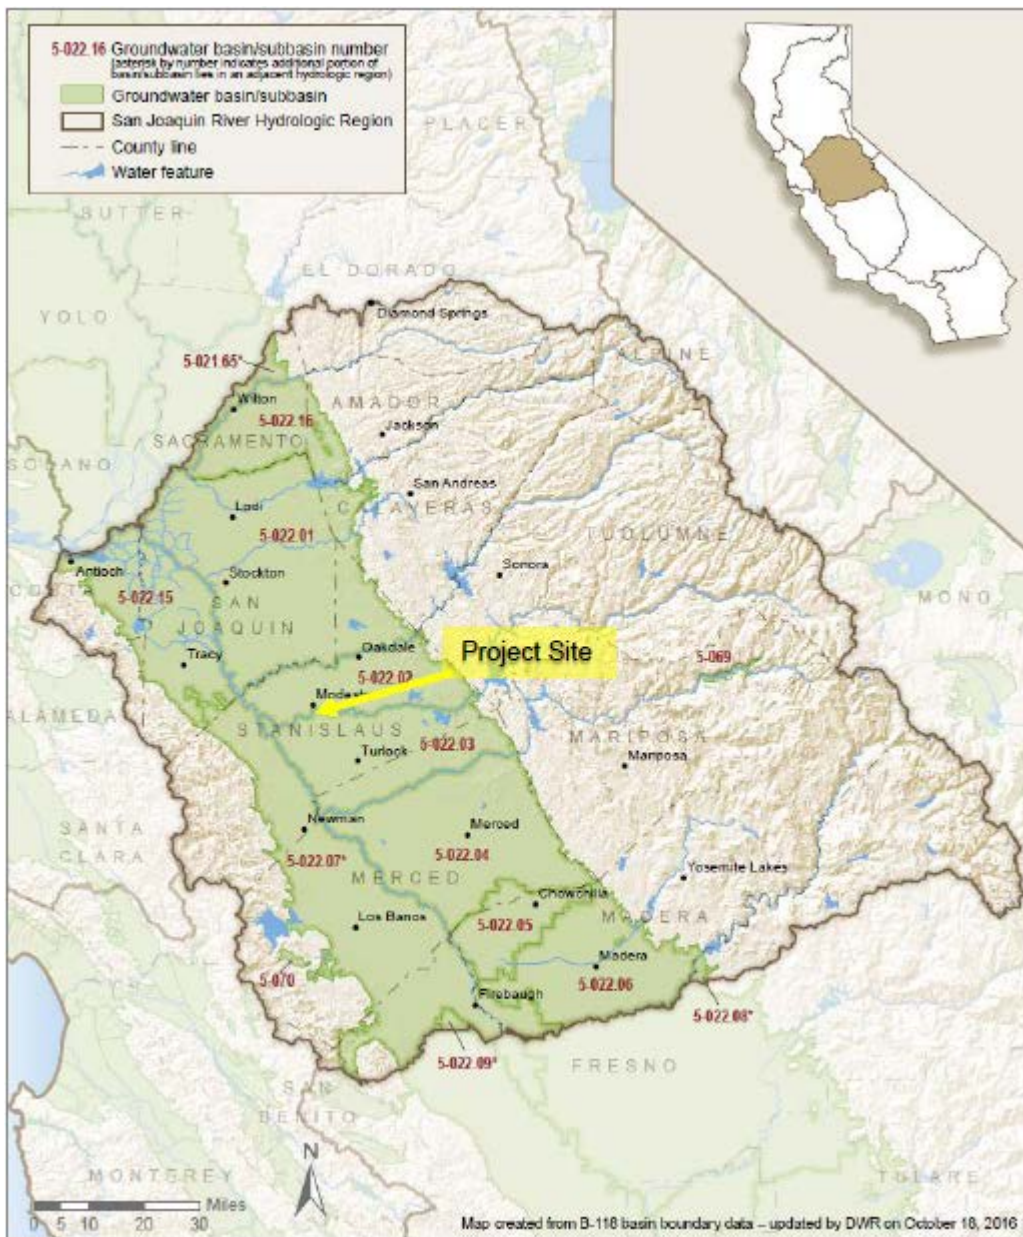 5-022.16 Groundwater basin/subbasin number
(asterisk by number indicates additional portion of
basin/subbasin lies in an adjacent hydrologic region)
Groundwater basin/subbasin
San Joaquin River Hydrologic Region
County line
Water feature
PLACER
SUTTER
EL DORADO
YOLO
Diamond Springs
ALPINE
5-021.65*
Wilton
AMADOR
5-022.16
Jackson
SACRAMENTO
SOLANO
San Andreas
Lodi
CALAVERAS
5-022.01
TUOLUMNE
Sonora
Antioch
Stockton
COSTA
5-022.15
SAN
JOAQUIN
MONO
Oakdale
Project Site
Tracy
5-069
5-022.02
Modesto
ALAMEDA
STANISLAUS
5-022.03
MARIPOSA
Turlock
Mariposa
Newman
Merced
SANTA
CLARA
5-022.07*
5-022.04
MERCED
Yosemite Lakes
Chowchilla
Los Banos
5-022.05
MADERA
Madera
5-070
5-022.06
Firebaugh
5-022.08*
5-022.09*
FRESNO
SAN
BENITO
N
MONTEREY
TULARE
Miles
0 5 10 20 30
Map created from B-118 basin boundary data – updated by DWR on October 18, 2016